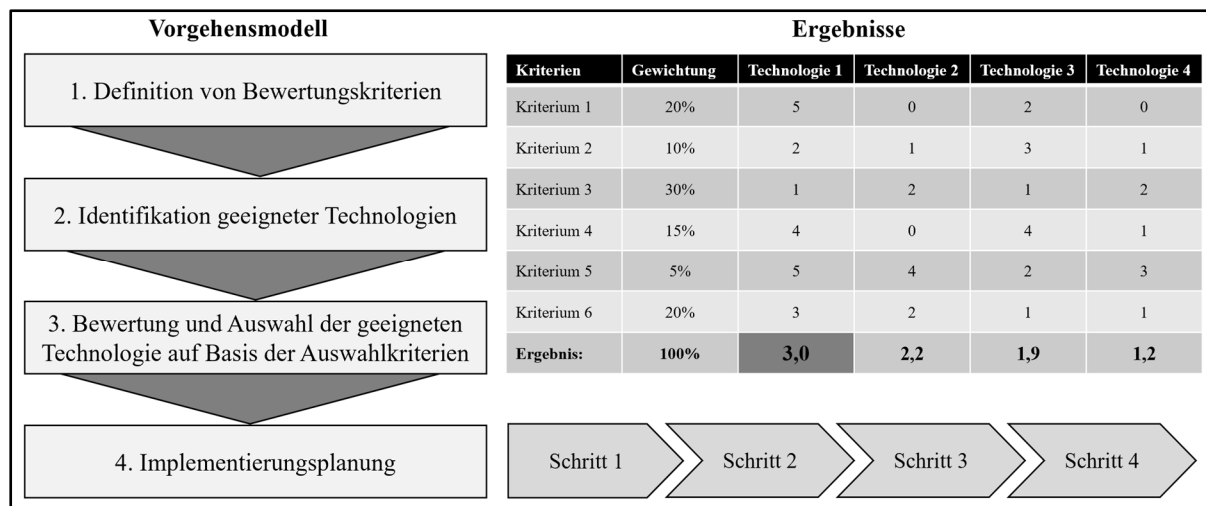 Vorgehensmodell
1. Definition von Bewertungskriterien
2. Identifikation geeigneter Technologien
3. Bewertung und Auswahl der geeigneten
Technologie auf Basis der Auswahlkriterien
4. Implementierungsplanung
Ergebnisse
Kriterien Gewichtung Technologie 1 Technologie 2 Technologie 3 Technologie 4
Kriterium 1 20% 5 0 2 0
Kriterium 2 10% 2 1 3 1
Kriterium 3 30% 1 2 1 2
Kriterium 4 15% 4 0 4 1
Kriterium 5 5% 5 4 2 3
Kriterium 6 20% 3 2 1 1
Ergebnis: 100% 3,0 2,2 1,9 1,2
Schritt 1 Schritt 2 Schritt 3 Schritt 4